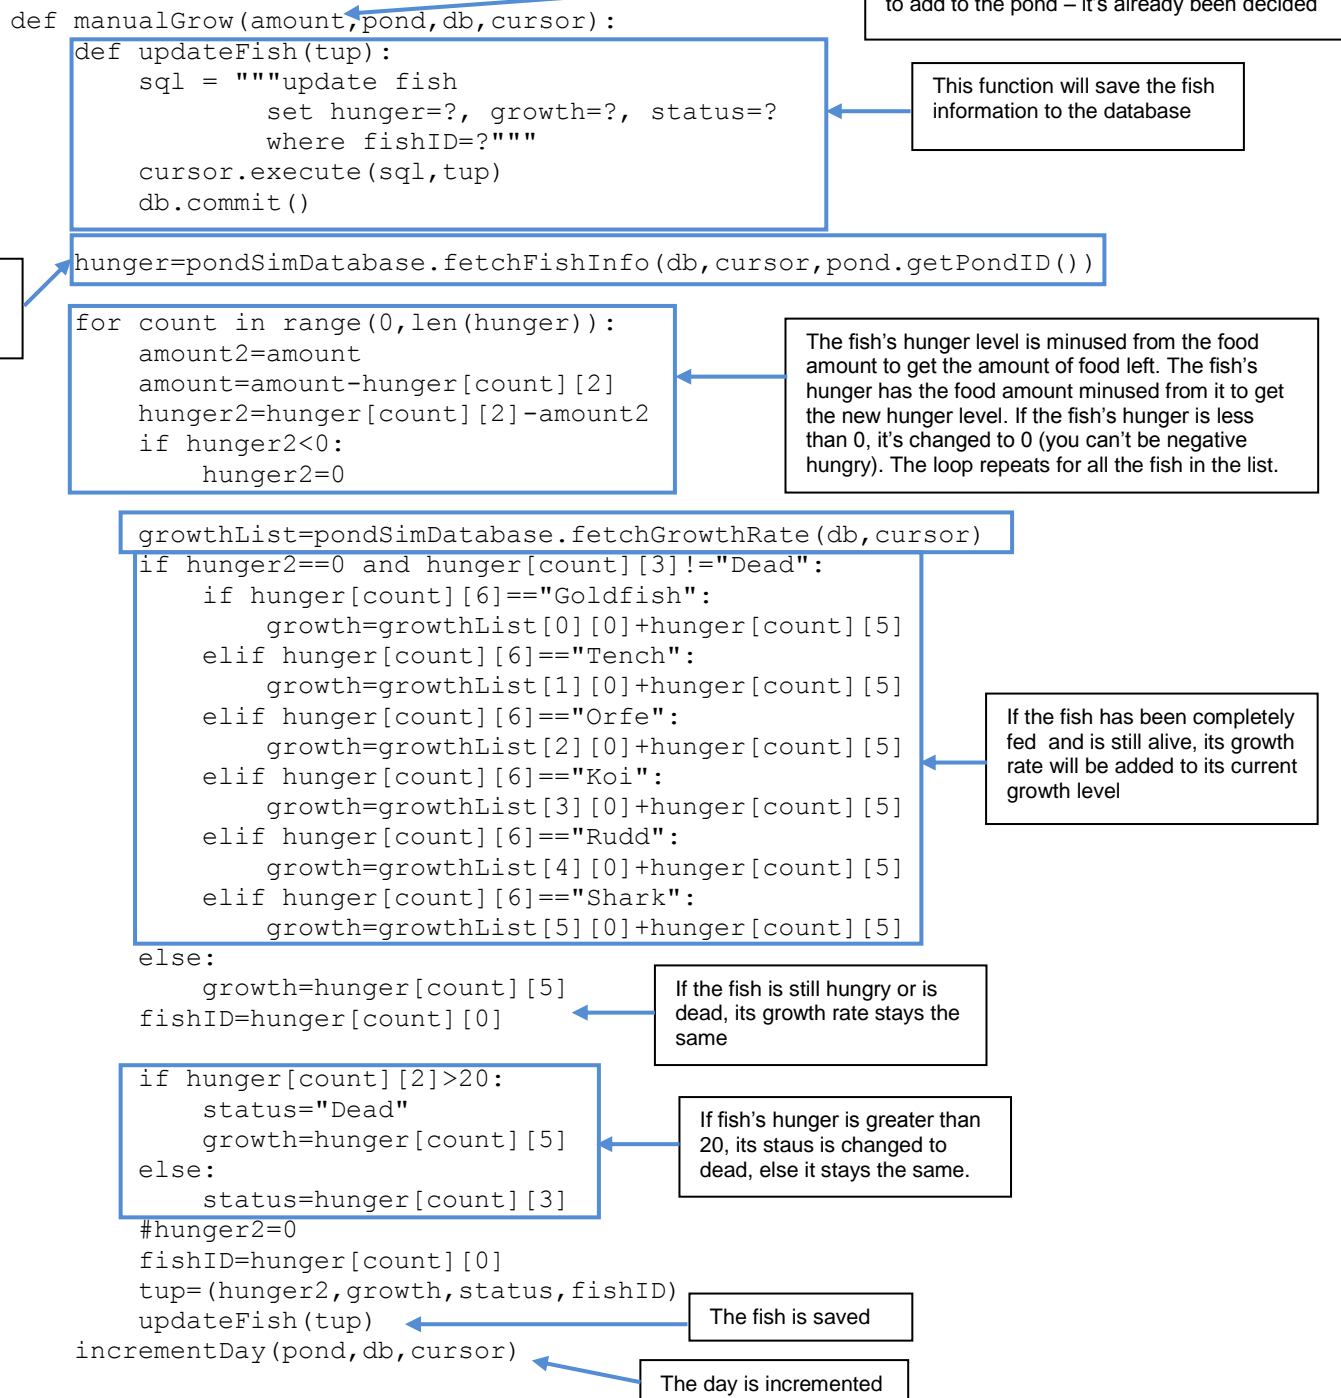 to add to the pond – it's already been decided
def manualGrow(amount,pond,db,cursor):
def updateFish(tup):
sql = """update fish
set hunger=?, growth=?, status=?
where fishID=?"""
cursor.execute(sql,tup)
db.commit()
This function will save the fish
information to the database
hunger=pondSimDatabase.fetchFishInfo(db,cursor,pond.getPondID())
for count in range(0,len(hunger)):
amount2=amount
amount=amount-hunger[count][2]
hunger2=hunger[count][2]-amount2
if hunger2<0:
hunger2=0
The fish's hunger level is minused from the food
amount to get the amount of food left. The fish's
hunger has the food amount minused from it to get
the new hunger level. If the fish's hunger is less
than 0, it's changed to 0 (you can't be negative
hungry). The loop repeats for all the fish in the list.
growthList=pondSimDatabase.fetchGrowthRate(db,cursor)
if hunger2==0 and hunger[count][3]!="Dead":
if hunger[count][6]=="Goldfish":
growth=growthList[0][0]+hunger[count][5]
elif hunger[count][6]=="Tench":
growth=growthList[1][0]+hunger[count][5]
elif hunger[count][6]=="Orfe":
growth=growthList[2][0]+hunger[count][5]
elif hunger[count][6]=="Koi":
growth=growthList[3][0]+hunger[count][5]
elif hunger[count][6]=="Rudd":
growth=growthList[4][0]+hunger[count][5]
elif hunger[count][6]=="Shark":
growth=growthList[5][0]+hunger[count][5]
If the fish has been completely
fed and is still alive, its growth
rate will be added to its current
growth level
else:
growth=hunger[count][5]
fishID=hunger[count][0]
If the fish is still hungry or is
dead, its growth rate stays the
same
if hunger[count][2]>20:
status="Dead"
growth=hunger[count][5]
else:
status=hunger[count][3]
If fish's hunger is greater than
20, its staus is changed to
dead, else it stays the same.
#hunger2=0
fishID=hunger[count][0]
tup=(hunger2,growth,status,fishID)
updateFish(tup)
The fish is saved
incrementDay(pond,db,cursor)
The day is incremented